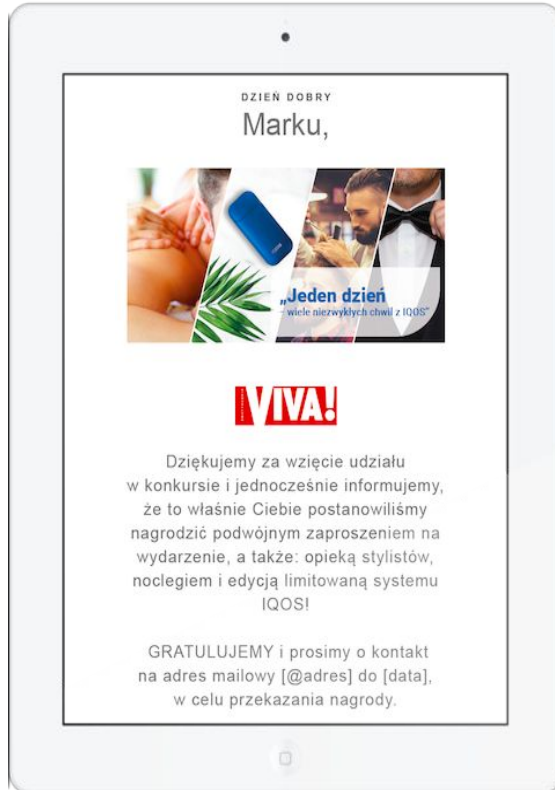 DZIEŃ DOBRY
Marku,
„Jeden dzień
– wiele niezwykłych chwil z IQOS”
VIVA!
Dziękujemy za wzięcie udziału
w konkursie i jednocześnie informujemy,
że to właśnie Ciebie postanowiliśmy
nagrodzić podwójnym zaproszeniem na
wydarzenie, a także: opieką stylistów,
noclegiem i edycją limitowaną systemu
IQOS!
GRATULUJEMY i prosimy o kontakt
na adres mailowy [@adres] do [data],
w celu przekazania nagrody.